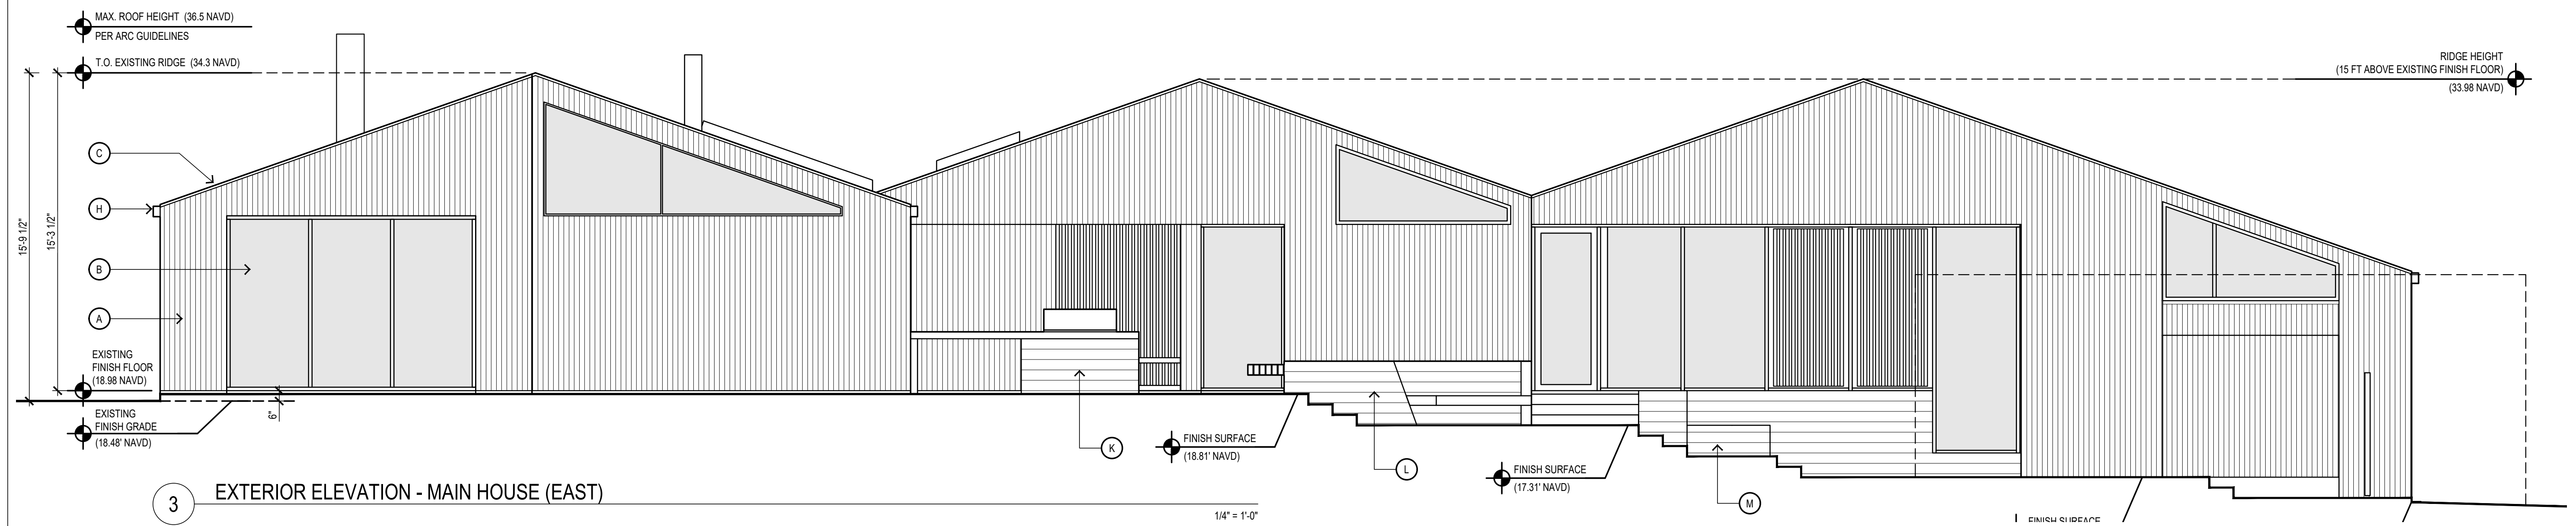 MAX. ROOF HEIGHT (36.5 NAVD)
PER ARC GUIDELINES
T.O. EXISTING RIDGE (34.3 NAVD)
RIDGE HEIGHT
(15 FT ABOVE EXISTING FINISH FLOOR)
(33.98 NAVD)
C
H
B
A
15'-9 1/2"
15'-3 1/2"
EXISTING
FINISH FLOOR
(18.98 NAVD)
EXISTING
FINISH GRADE
(18.48' NAVD)
6"
K
FINISH SURFACE
(18.81' NAVD)
L
FINISH SURFACE
(17.31' NAVD)
M
FINISH SURFACE
3
EXTERIOR ELEVATION - MAIN HOUSE (EAST)
1/4" = 1'-0"